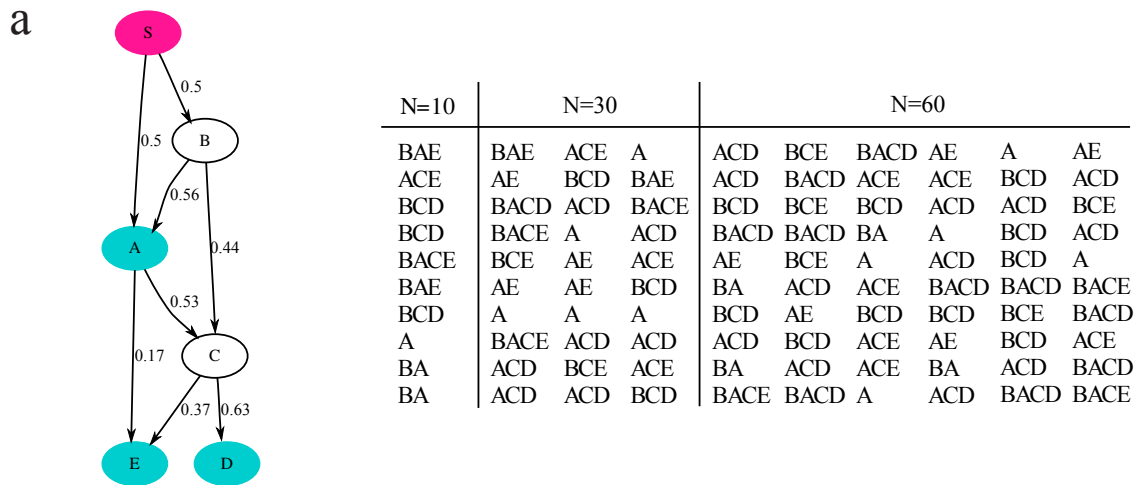 a
S
0.5
B
0.5
0.56
A
0.44
0.53
C
0.17
0.37 0.63
E D
N=10 N=30 N=60
BAE BAE ACE A ACD BCE BACD AE A AE
ACE AE BCD BAE ACD BACD ACE ACE BCD ACD
BCD BACD ACD BACE BCD BCE BCD ACD ACD BCE
BCD BACE A ACD BACD BACD BA A BCD ACD
BACE BCE AE ACE AE BCE A ACD BCD A
BAE AE AE BCD BA ACD ACE BACD BACD BACE
BCD A A A BCD AE BCD BCD BCE BACD
A BACE ACD ACD ACD BCD ACE AE BCD ACE
BA ACD BCE ACE BA ACD ACE BA ACD BACD
BA ACD ACD BCD BACE BACD A ACD BACD BACE